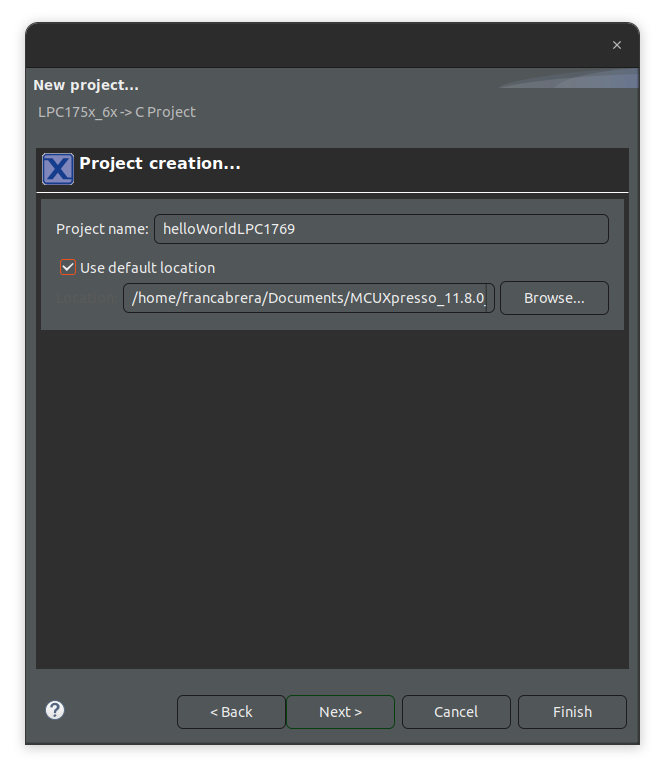 ×
New project...
LPC175x_6x -> C Project
X Project creation...
Project name: helloWorldLPC1769
Use default location
Location: /home/francabrera/Documents/MCUXpresso_11.8.0_ Browse...
? < Back Next > Cancel Finish